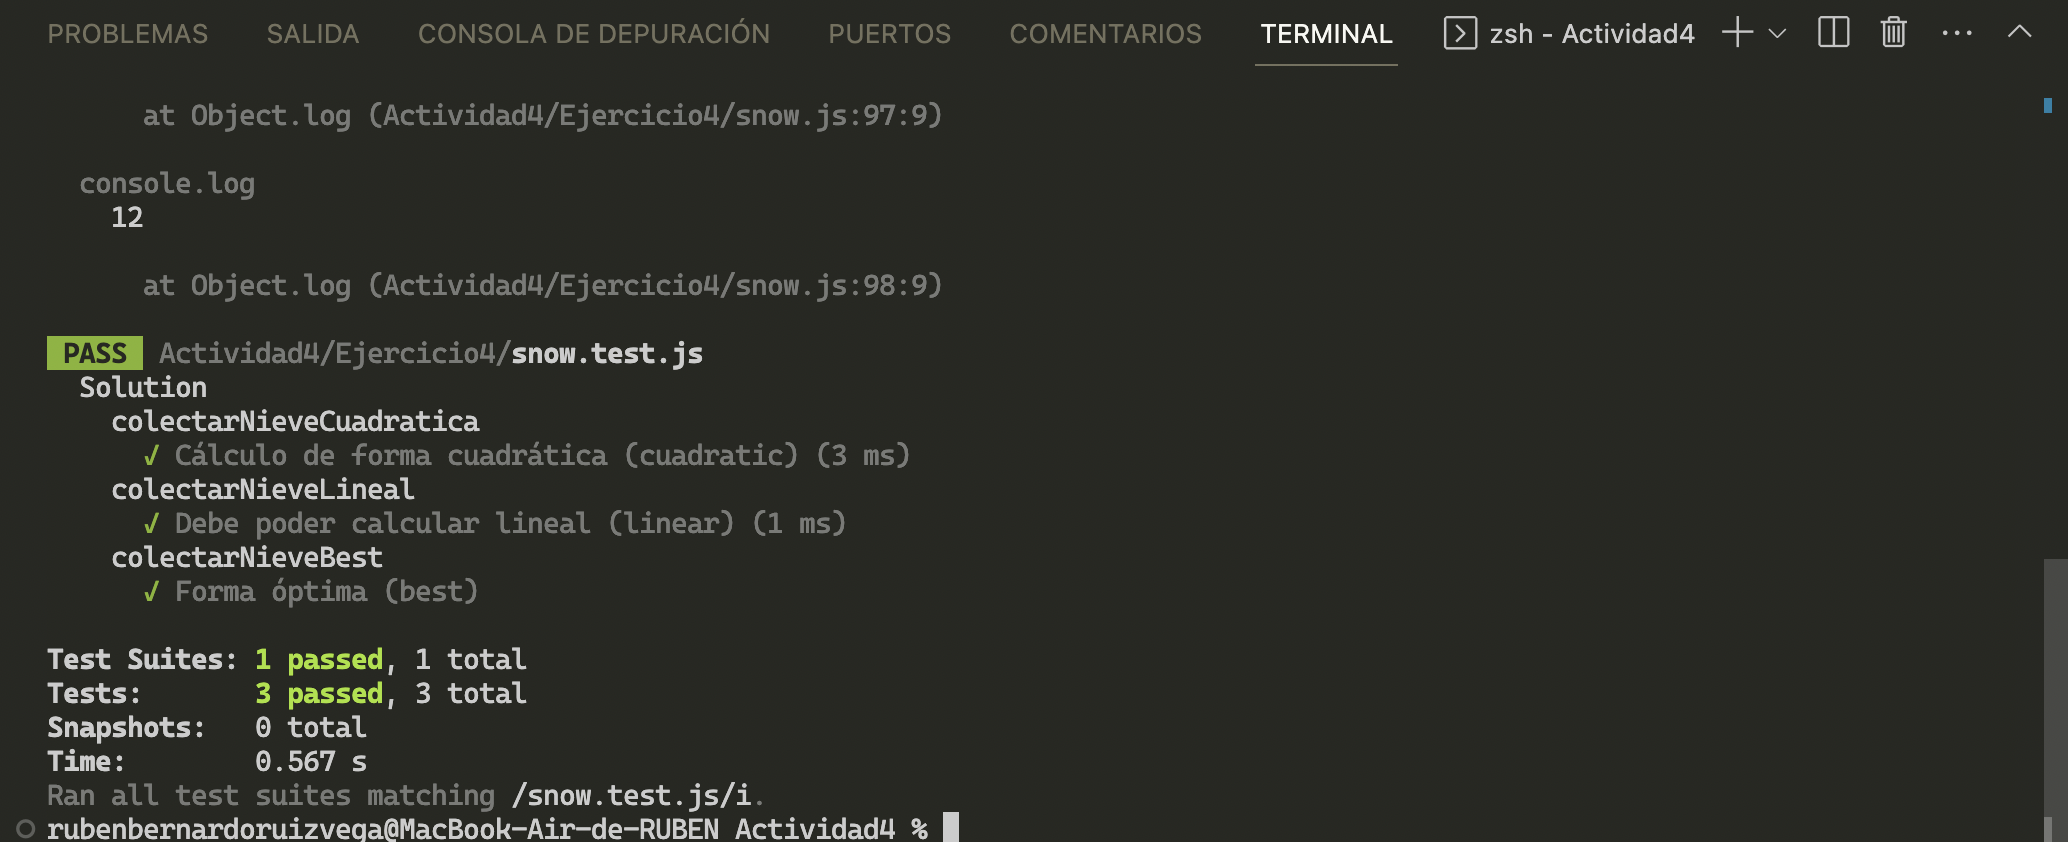 PROBLEMAS SALIDA CONSOLA DE DEPURACIÓN PUERTOS COMENTARIOS TERMINAL zsh - Actividad4
at Object.log (Actividad4/Ejercicio4/snow.js:97:9)
console.log
12
at Object.log (Actividad4/Ejercicio4/snow.js:98:9)
PASS Actividad4/Ejercicio4/snow.test.js
Solution
colectarNieveCuadratica
✓ Cálculo de forma cuadrática (cuadratic) (3 ms)
colectarNieveLineal
✓ Debe poder calcular lineal (linear) (1 ms)
colectarNieveBest
✓ Forma óptima (best)
Test Suites: 1 passed, 1 total
Tests: 3 passed, 3 total
Snapshots: 0 total
Time: 0.567 s
Ran all test suites matching /snow.test.js/i.
rubenbernardoruizvega@MacBook-Air-de-RUBEN Actividad4 %